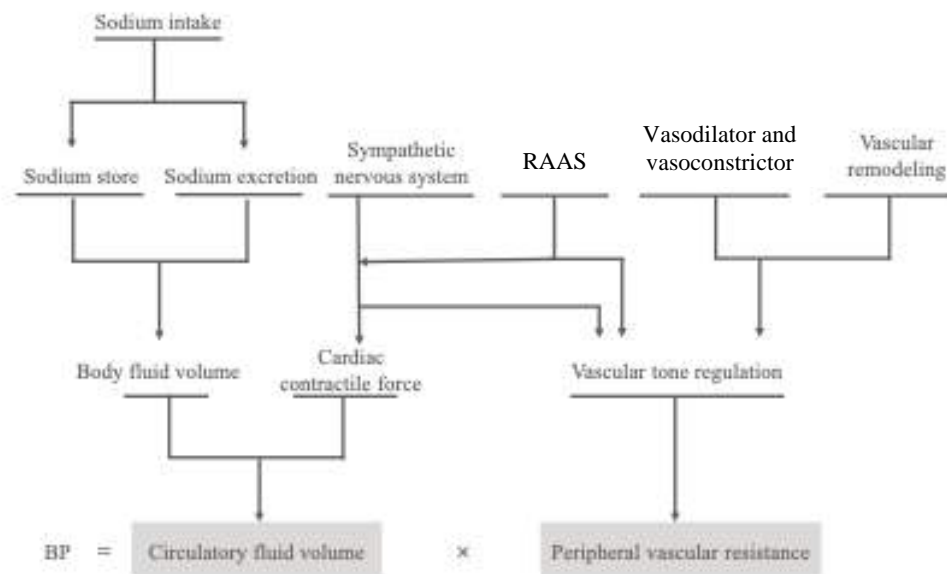 Sodium intake
Sodium store
Sodium excretion
Sympathetic
nervous system
RAAS
Vasodilator and
vasoconstrictor
Vascular
remodeling
Body fluid volume
Cardiac
contractile force
Vascular tone regulation
BP = Circulatory fluid volume × Peripheral vascular resistance